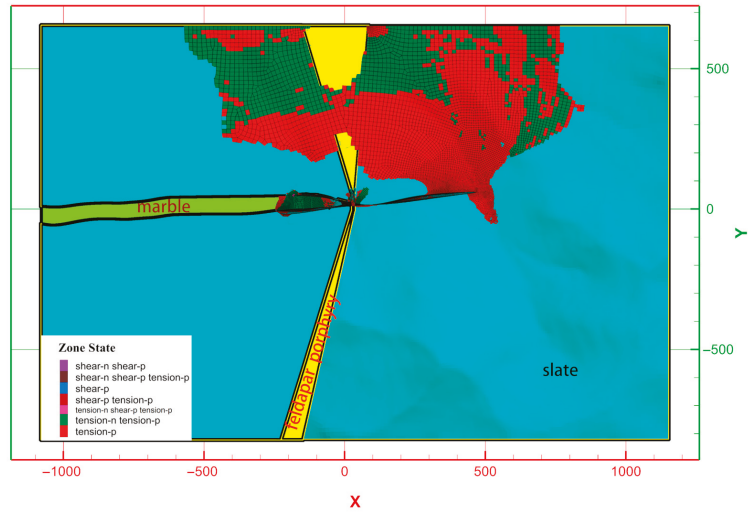 500
0
−500
Y
marble
feldapar porphyry
slate
Zone State
shear-n shear-p
shear-n shear-p tension-p
shear-p
shear-p tension-p
tension-n shear-p tension-p
tension-n tension-p
tension-p
−1000 −500 0 500 1000
X